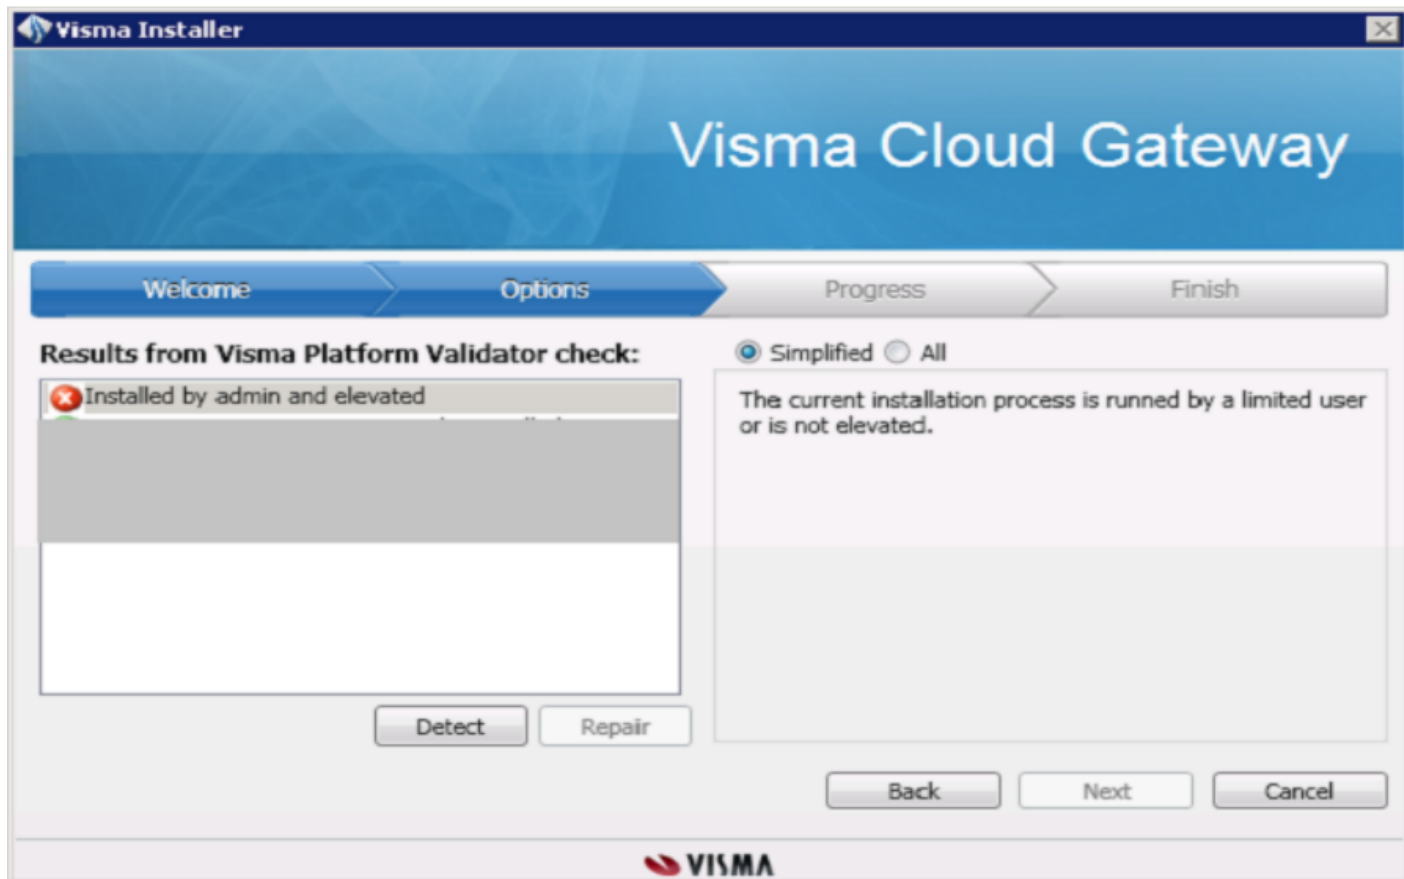 Visma Installer
Visma Cloud Gateway
Welcome
Options
Progress
Finish
Results from Visma Platform Validator check:
Simplified
All
Installed by admin and elevated
The current installation process is runned by a limited user
or is not elevated.
Detect
Repair
Back
Next
Cancel
VISMA